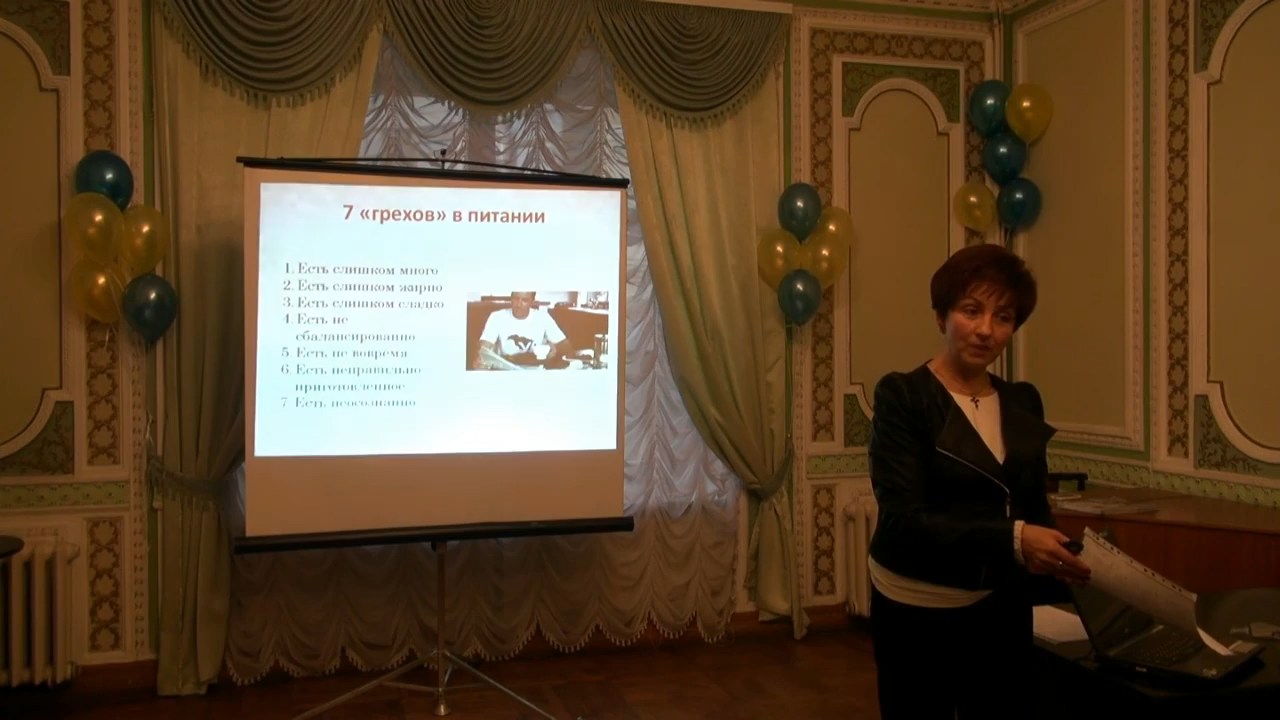 7 «грехов» в питании
1. Есть слишком много
2. Есть слишком жирно
3. Есть слишком сладко
4. Есть не
сбалансированно
5. Есть не вовремя
6. Есть неправильно
приготовленное
7. Есть неосознанно